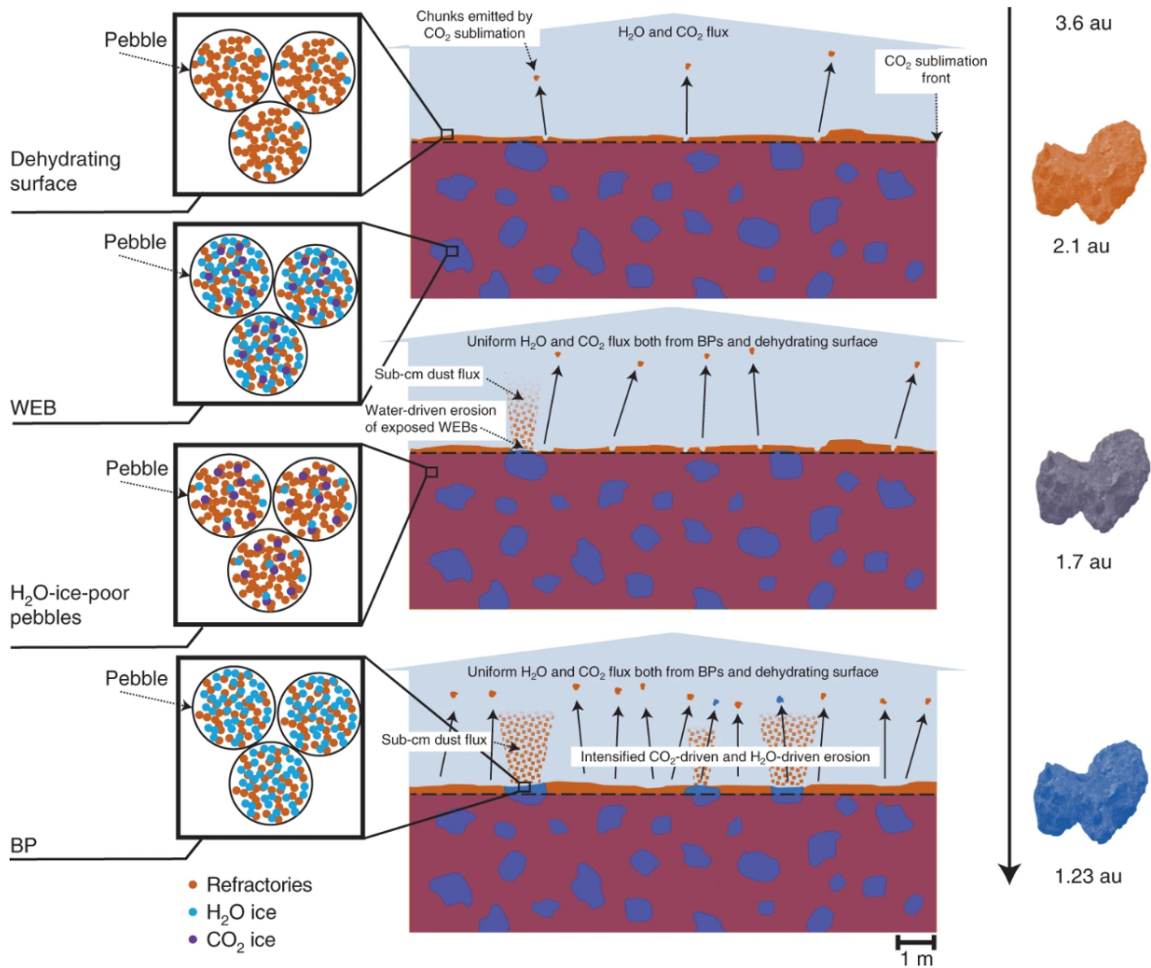 Pebble
Dehydrating
surface
Chunks emitted by
CO₂ sublimation
H₂O and CO₂ flux
CO₂ sublimation
front
3.6 au
2.1 au
Pebble
WEB
Uniform H₂O and CO₂ flux both from BPs and dehydrating surface
Sub-cm dust flux
Water-driven erosion
of exposed WEBs
Pebble
H₂O-ice-poor
pebbles
1.7 au
Pebble
BP
Uniform H₂O and CO₂ flux both from BPs and dehydrating surface
Sub-cm dust flux
Intensified CO₂-driven and H₂O-driven erosion
1.23 au
Refractories
H₂O ice
CO₂ ice
1 m